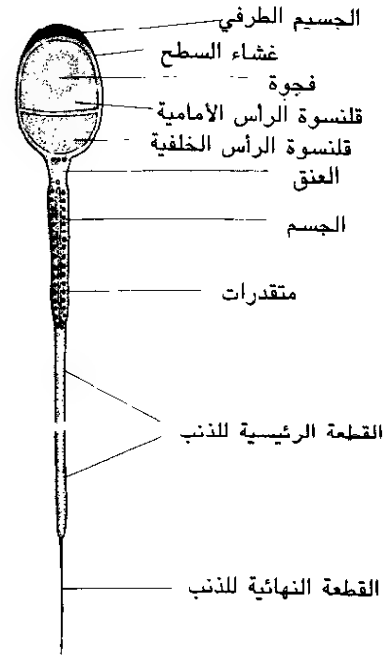 الجسيم الطرفي
غشاء السطح
فجوة
قلنسوة الرأس الأمامية
قلنسوة الرأس الخلفية
العنق
الجسم
متقدرات
القطعة الرئيسية للذنب
القطعة النهائية للذنب